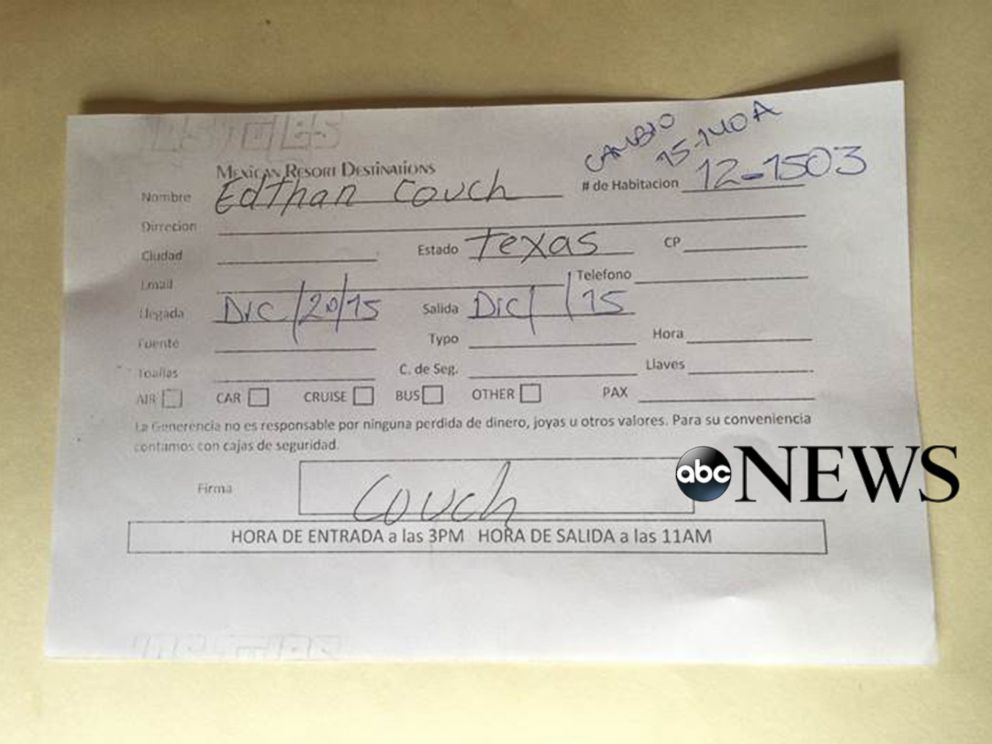 CAMBIO
15-140A
MEXICAN RESORT DESTINATIONS
Nombre Edthan Couch # de Habitacion 12-1503
Dirrecion
Ciudad Estado Texas CP
Email Telefono
Llegada Dic/20/15 Salida Dic/ /15
Fuente Typo Hora
Toallas C. de Seg. Llaves
AIR CAR CRUISE BUS OTHER PAX
La Generencia no es responsable por ninguna perdida de dinero, joyas u otros valores. Para su conveniencia
contamos con cajas de seguridad.
abc NEWS
Firma Couch
HORA DE ENTRADA a las 3PM HORA DE SALIDA a las 11AM